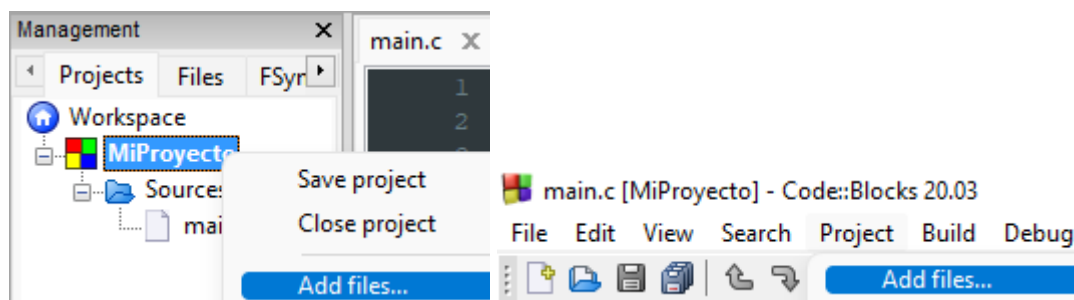 Management
Projects Files FSyr
Workspace
MiProyecto
Sources
mai
Save project
Close project
Add files...
main.c
1
2
main.c [MiProyecto] - Code::Blocks 20.03
File Edit View Search Project Build Debug
Add files...